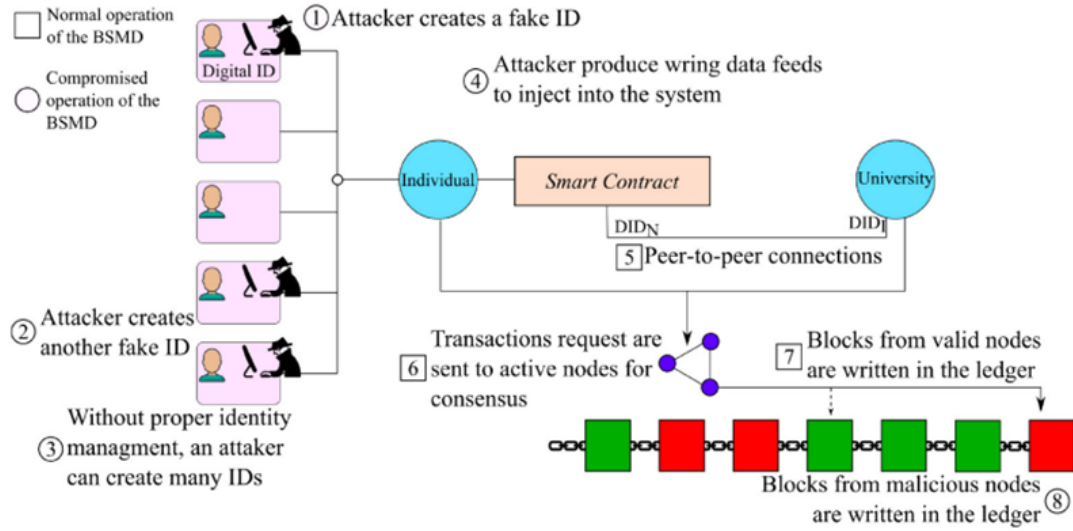 Normal operation
of the BSMD
Compromised
operation of the
BSMD
Digital ID
① Attacker creates a fake ID
④ Attacker produce wring data feeds
to inject into the system
Individual
Smart Contract
University
DIDN
DIDI
5 Peer-to-peer connections
② Attacker creates
another fake ID
③ Without proper identity
managment, an attaker
can create many IDs
6 Transactions request are
sent to active nodes for
consensus
7 Blocks from valid nodes
are written in the ledger
Blocks from malicious nodes ⑧
are written in the ledger